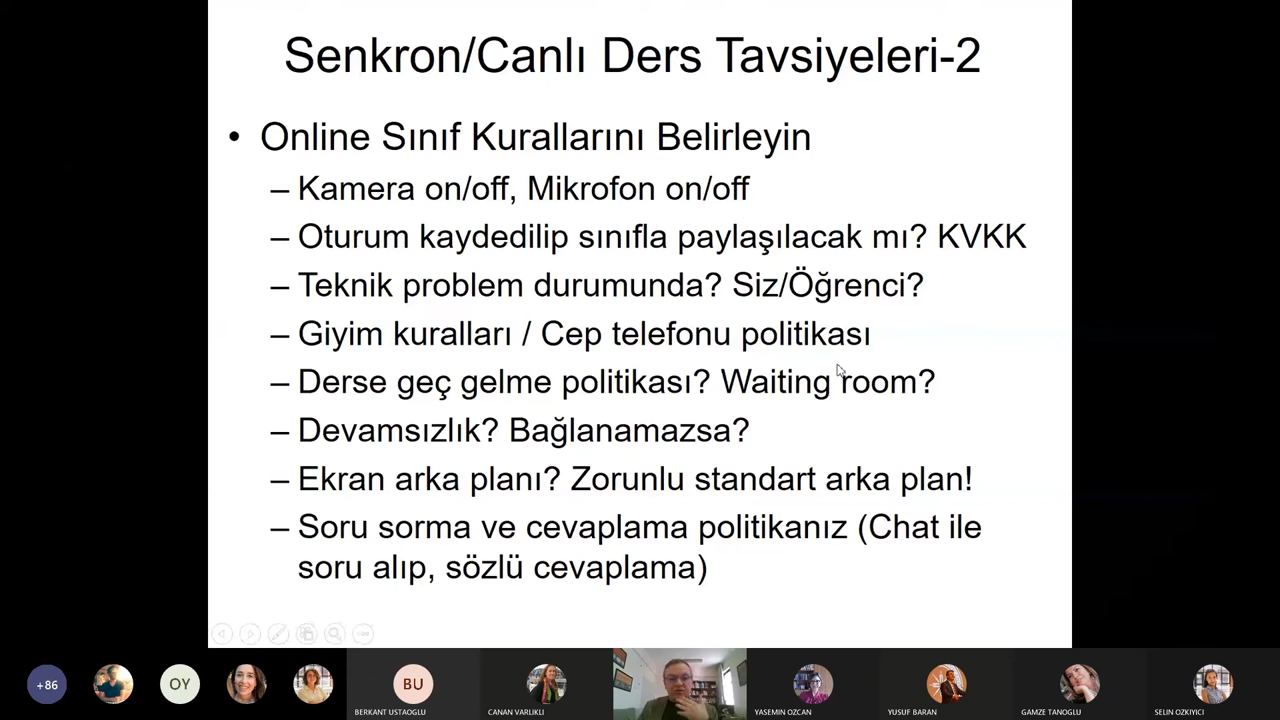 Senkron/Canlı Ders Tavsiyeleri-2
• Online Sınıf Kurallarını Belirleyin
– Kamera on/off, Mikrofon on/off
– Oturum kaydedilip sınıfla paylaşılacak mı? KVKK
– Teknik problem durumunda? Siz/Öğrenci?
– Giyim kuralları / Cep telefonu politikası
– Derse geç gelme politikası? Waiting room?
– Devamsızlık? Bağlanamazsa?
– Ekran arka planı? Zorunlu standart arka plan!
– Soru sorma ve cevaplama politikanız (Chat ile
soru alıp, sözlü cevaplama)
+86
OY
BU
BERKANT USTAOGLU
CANAN VARLIKLI
YASEMIN OZCAN
YUSUF BARAN
GAMZE TANOGLU
SELIN OZKIYICI